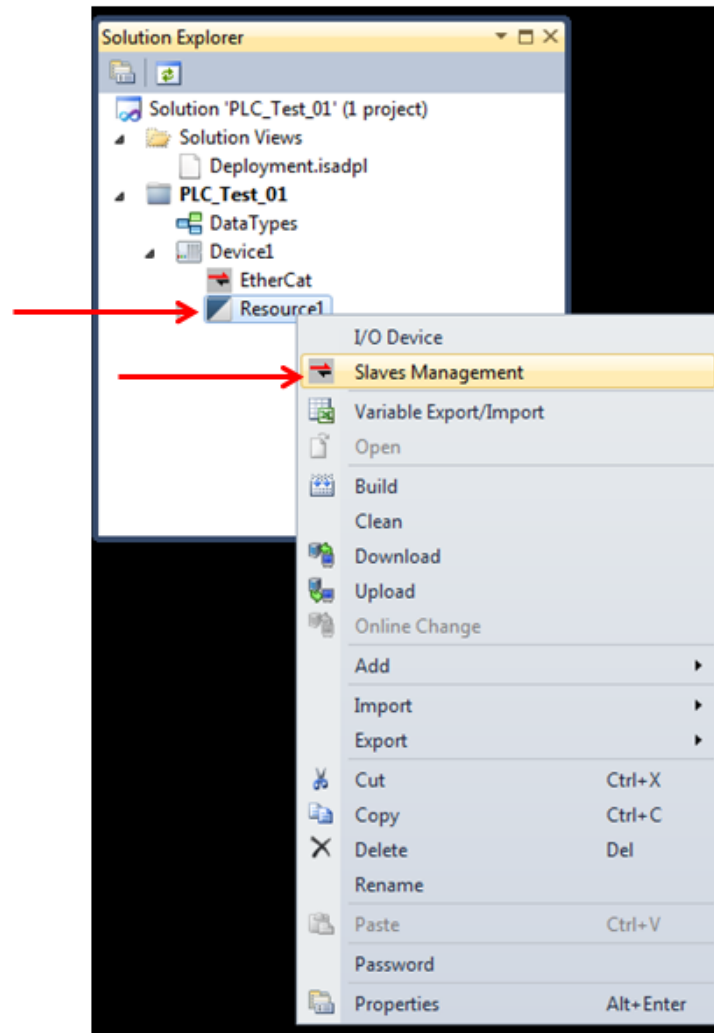 Solution Explorer
Solution 'PLC_Test_01' (1 project)
Solution Views
Deployment.isadpl
PLC_Test_01
DataTypes
Device1
EtherCat
Resource1
I/O Device
Slaves Management
Variable Export/Import
Open
Build
Clean
Download
Upload
Online Change
Add
Import
Export
Cut Ctrl+X
Copy Ctrl+C
Delete Del
Rename
Paste Ctrl+V
Password
Properties Alt+Enter